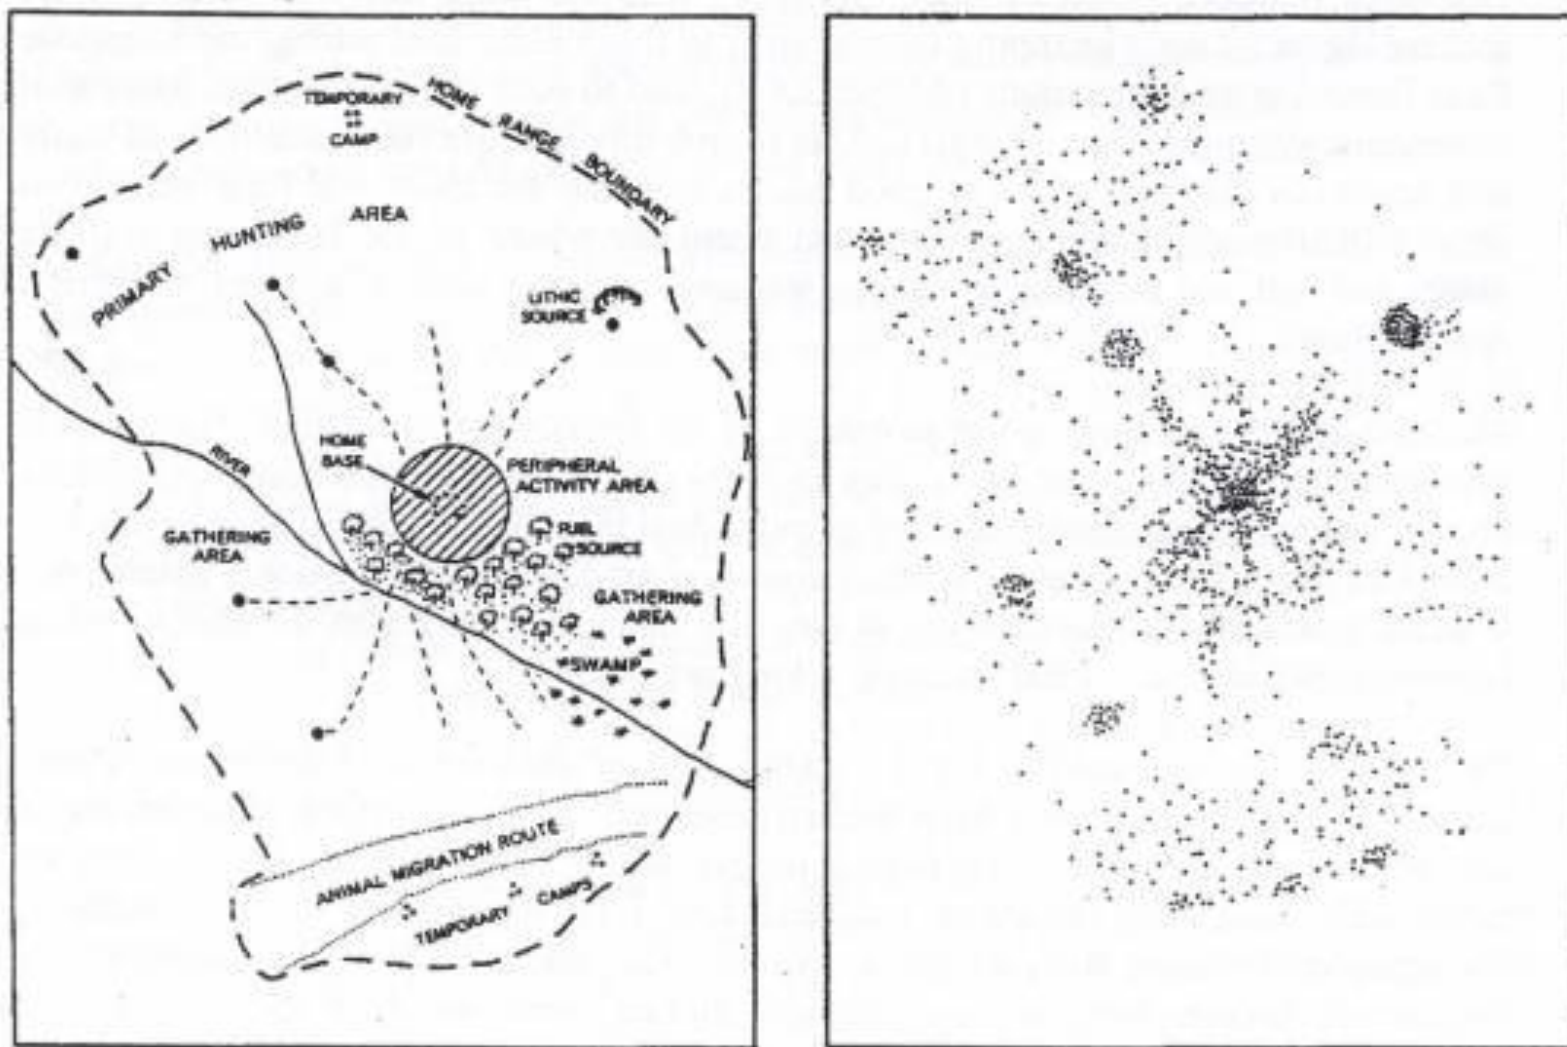 TEMPORARY
CAMP
HOME RANGE BOUNDARY
PRIMARY HUNTING AREA
LITHIC
SOURCE
HOME
BASE
RIVER
PERIPHERAL
ACTIVITY AREA
GATHERING
AREA
FUEL
SOURCE
GATHERING
AREA
SWAMP
ANIMAL MIGRATION ROUTE
TEMPORARY CAMPS